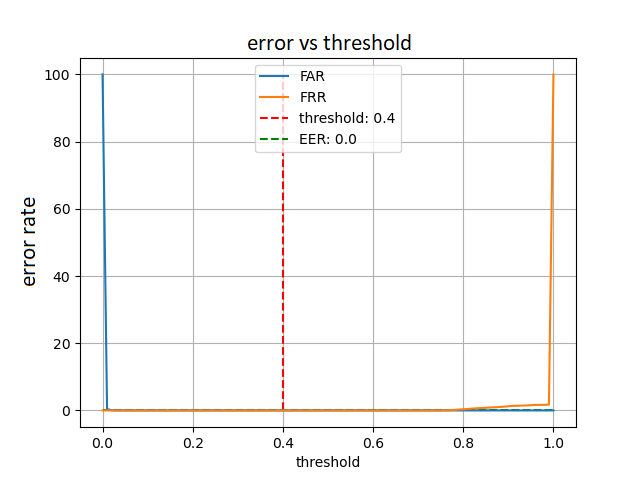 error vs threshold
FAR
FRR
threshold: 0.4
EER: 0.0
error rate
100
80
60
40
20
0
0.0 0.2 0.4 0.6 0.8 1.0
threshold